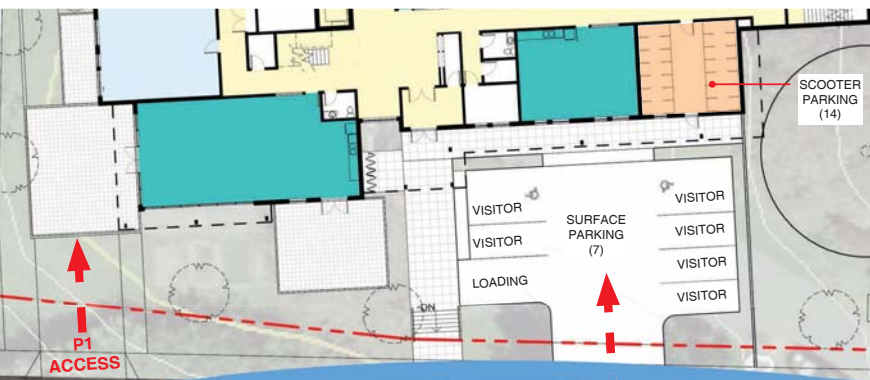 SCOOTER
PARKING
(14)
VISITOR
VISITOR
LOADING
SURFACE
PARKING
(7)
VISITOR
VISITOR
VISITOR
VISITOR
DN
P1
ACCESS